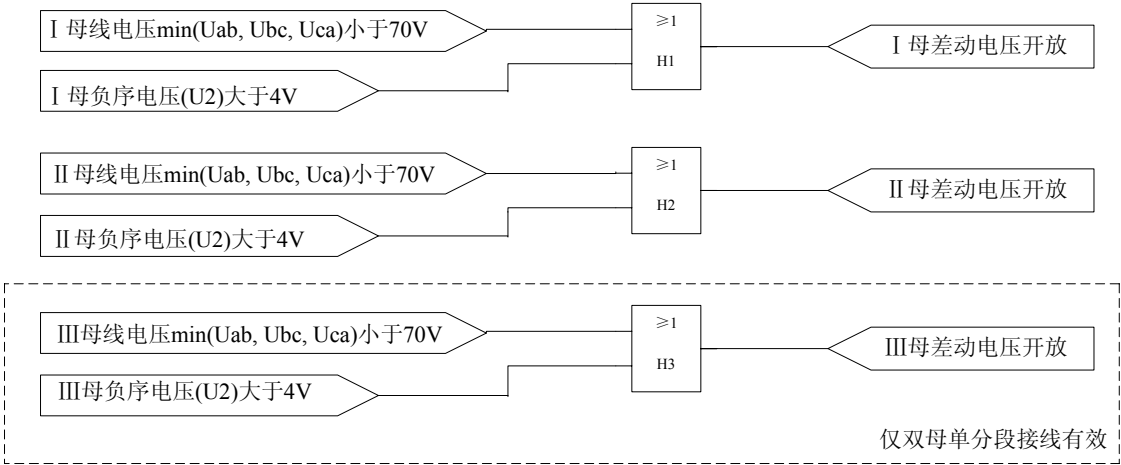 Ⅰ母线电压min(Uab, Ubc, Uca)小于70V
≥1
H1
Ⅰ母差动电压开放
Ⅰ母负序电压(U2)大于4V
Ⅱ母线电压min(Uab, Ubc, Uca)小于70V
≥1
H2
Ⅱ母差动电压开放
Ⅱ母负序电压(U2)大于4V
Ⅲ母线电压min(Uab, Ubc, Uca)小于70V
≥1
H3
Ⅲ母差动电压开放
Ⅲ母负序电压(U2)大于4V
仅双母单分段接线有效